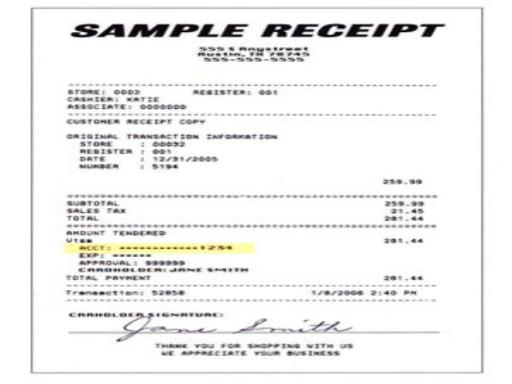 SAMPLE RECEIPT
555 S Anystreet
Austin, TX 78745
555-555-5555
STORE: 0003 REGISTER: 001
CASHIER: KATIE
ASSOCIATE: 0000000
CUSTOMER RECEIPT COPY
ORIGINAL TRANSACTION INFORMATION
STORE : 00032
REGISTER : 001
DATE : 12/31/2005
NUMBER : 5194
259.99
SUBTOTAL 259.99
SALES TAX 21.45
TOTAL 281.44
AMOUNT TENDERED
Visa 281.44
ACCT: ************1234
EXP: ******
APPROVAL: 999999
CARDHOLDER: JANE SMITH
TOTAL PAYMENT 281.44
Transaction: 52858 1/8/2006 2:40 PM
CARDHOLDER SIGNATURE:
Jane Smith
THANK YOU FOR SHOPPING WITH US
WE APPRECIATE YOUR BUSINESS